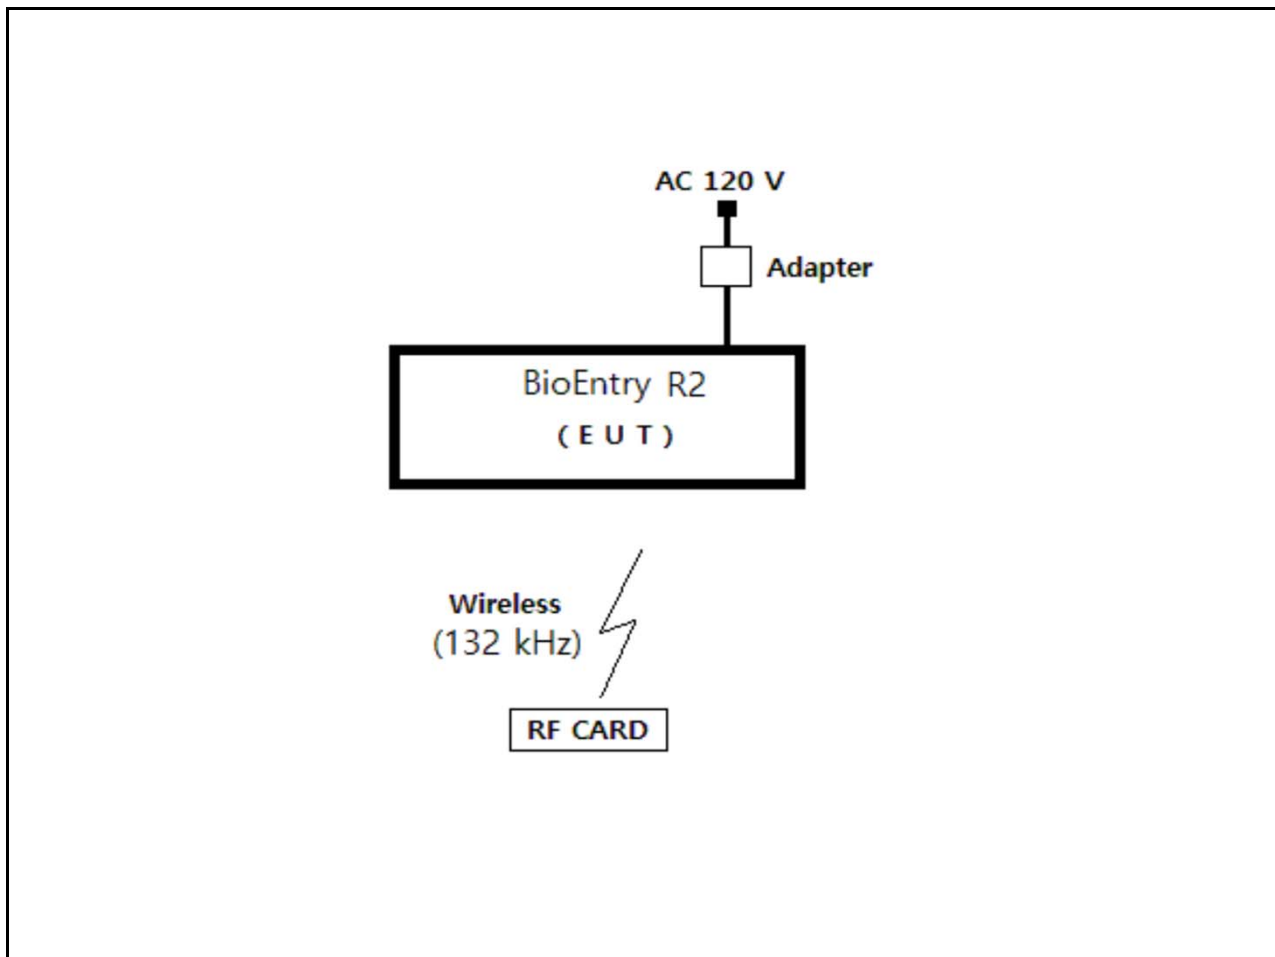 AC 120 V
Adapter
BioEntry R2
( E U T )
Wireless
(132 kHz)
RF CARD